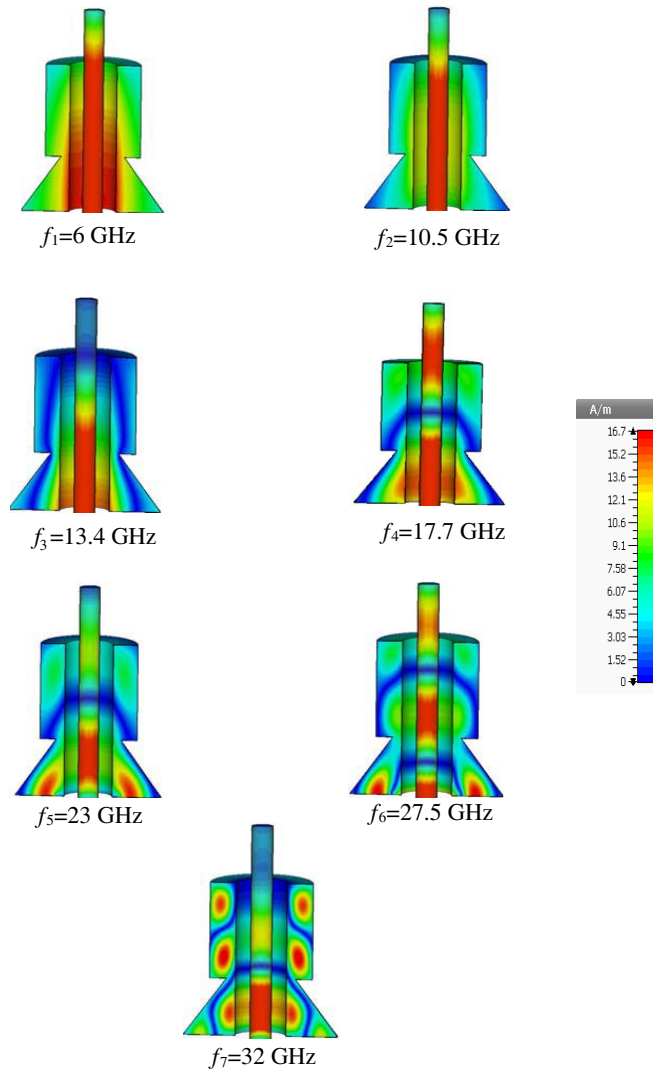 f₁=6 GHz
f₂=10.5 GHz
f₃=13.4 GHz
f₄=17.7 GHz
A/m
16.7
15.2
13.6
12.1
10.6
9.1
7.58
6.07
4.55
3.03
1.52
0
f₅=23 GHz
f₆=27.5 GHz
f₇=32 GHz